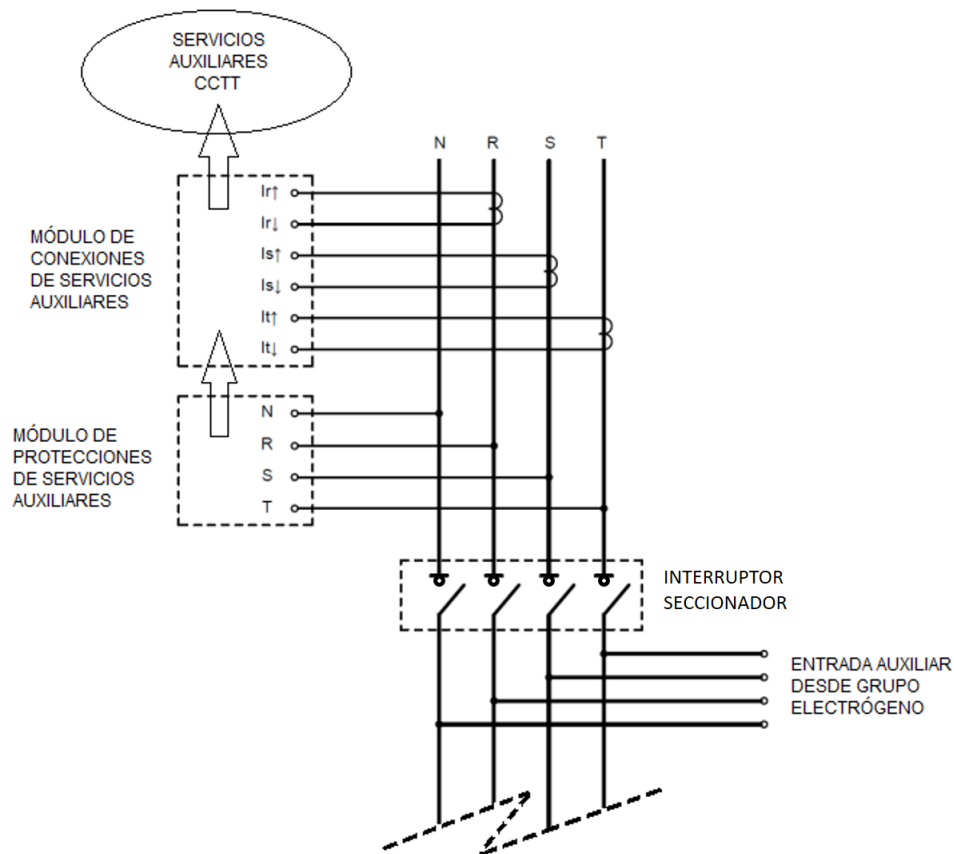 SERVICIOS
AUXILIARES
CCTT
N R S T
MÓDULO DE
CONEXIONES
DE SERVICIOS
AUXILIARES
Ir↑
Ir↓
Is↑
Is↓
It↑
It↓
MÓDULO DE
PROTECCIONES
DE SERVICIOS
AUXILIARES
N
R
S
T
INTERRUPTOR
SECCIONADOR
ENTRADA AUXILIAR
DESDE GRUPO
ELECTRÓGENO